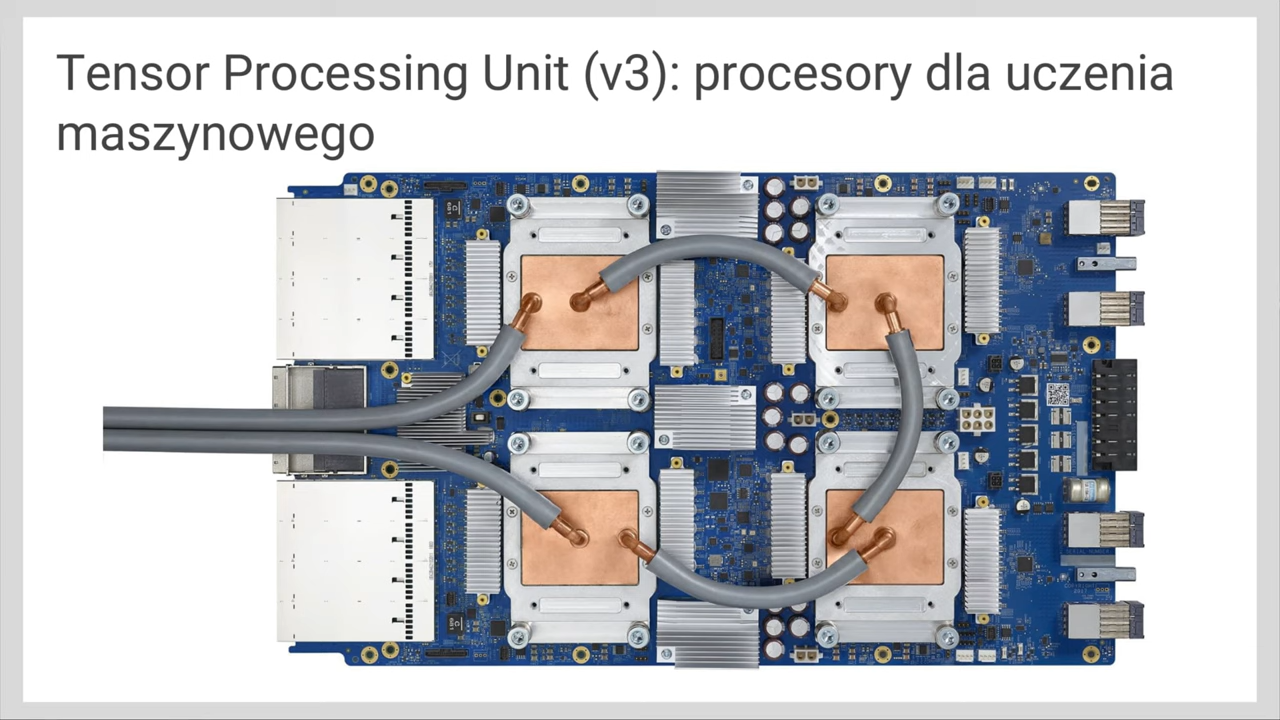 Tensor Processing Unit (v3): procesory dla uczenia
maszynowego